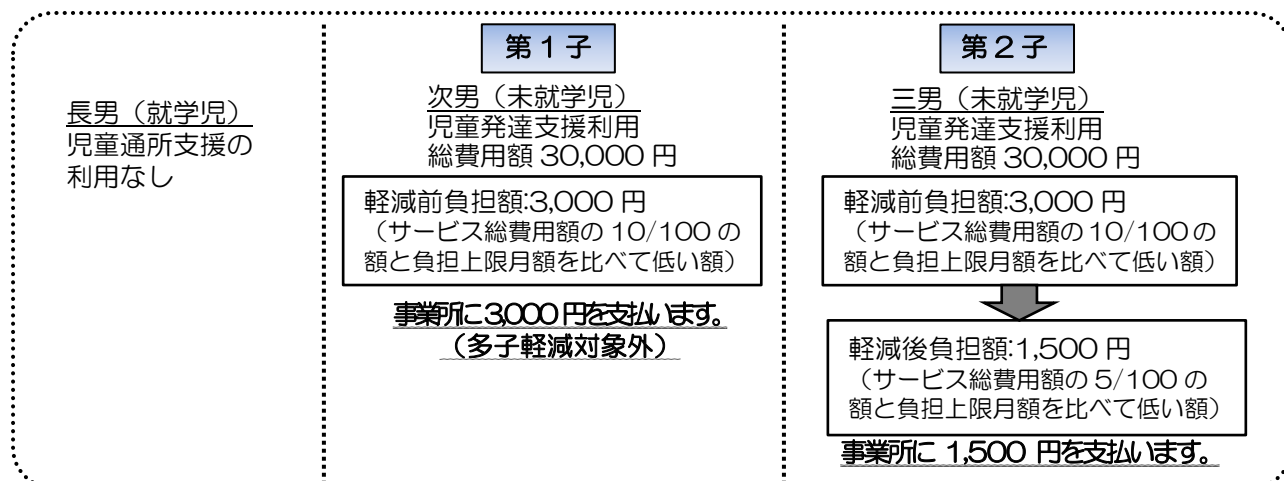 長男（就学児）
児童通所支援の
利用なし
第1子
次男（未就学児）
児童発達支援利用
総費用額 30,000 円
軽減前負担額:3,000 円
（サービス総費用額の 10/100 の
額と負担上限月額を比べて低い額）
事業所に3,000 円を支払います。
（多子軽減対象外）
第2子
三男（未就学児）
児童発達支援利用
総費用額 30,000 円
軽減前負担額:3,000 円
（サービス総費用額の 10/100 の
額と負担上限月額を比べて低い額）
軽減後負担額:1,500 円
（サービス総費用額の 5/100 の
額と負担上限月額を比べて低い額）
事業所に 1,500 円を支払います。